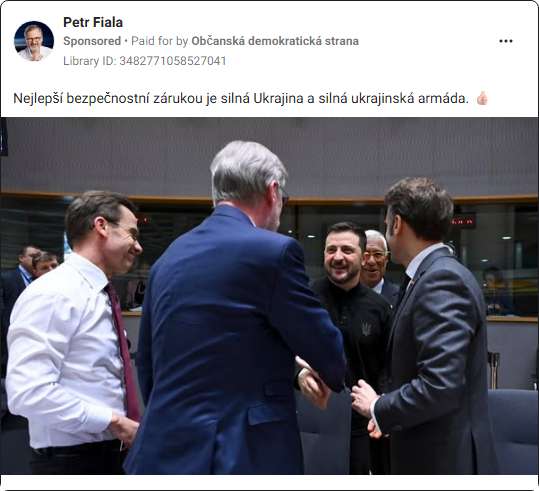 Petr Fiala
Sponsored • Paid for by Občanská demokratická strana
Library ID: 3482771058527041
Nejlepší bezpečnostní zárukou je silná Ukrajina a silná ukrajinská armáda. 👍🏻